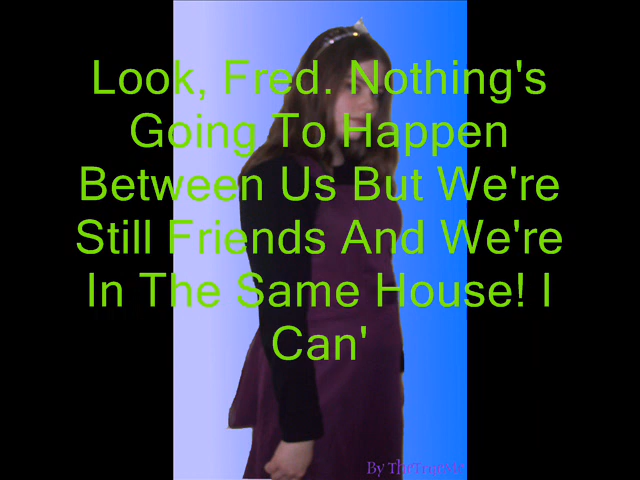 Look, Fred. Nothing's
Going To Happen
Between Us But We're
Still Friends And We're
In The Same House! I
Can'
By TheTrueMe